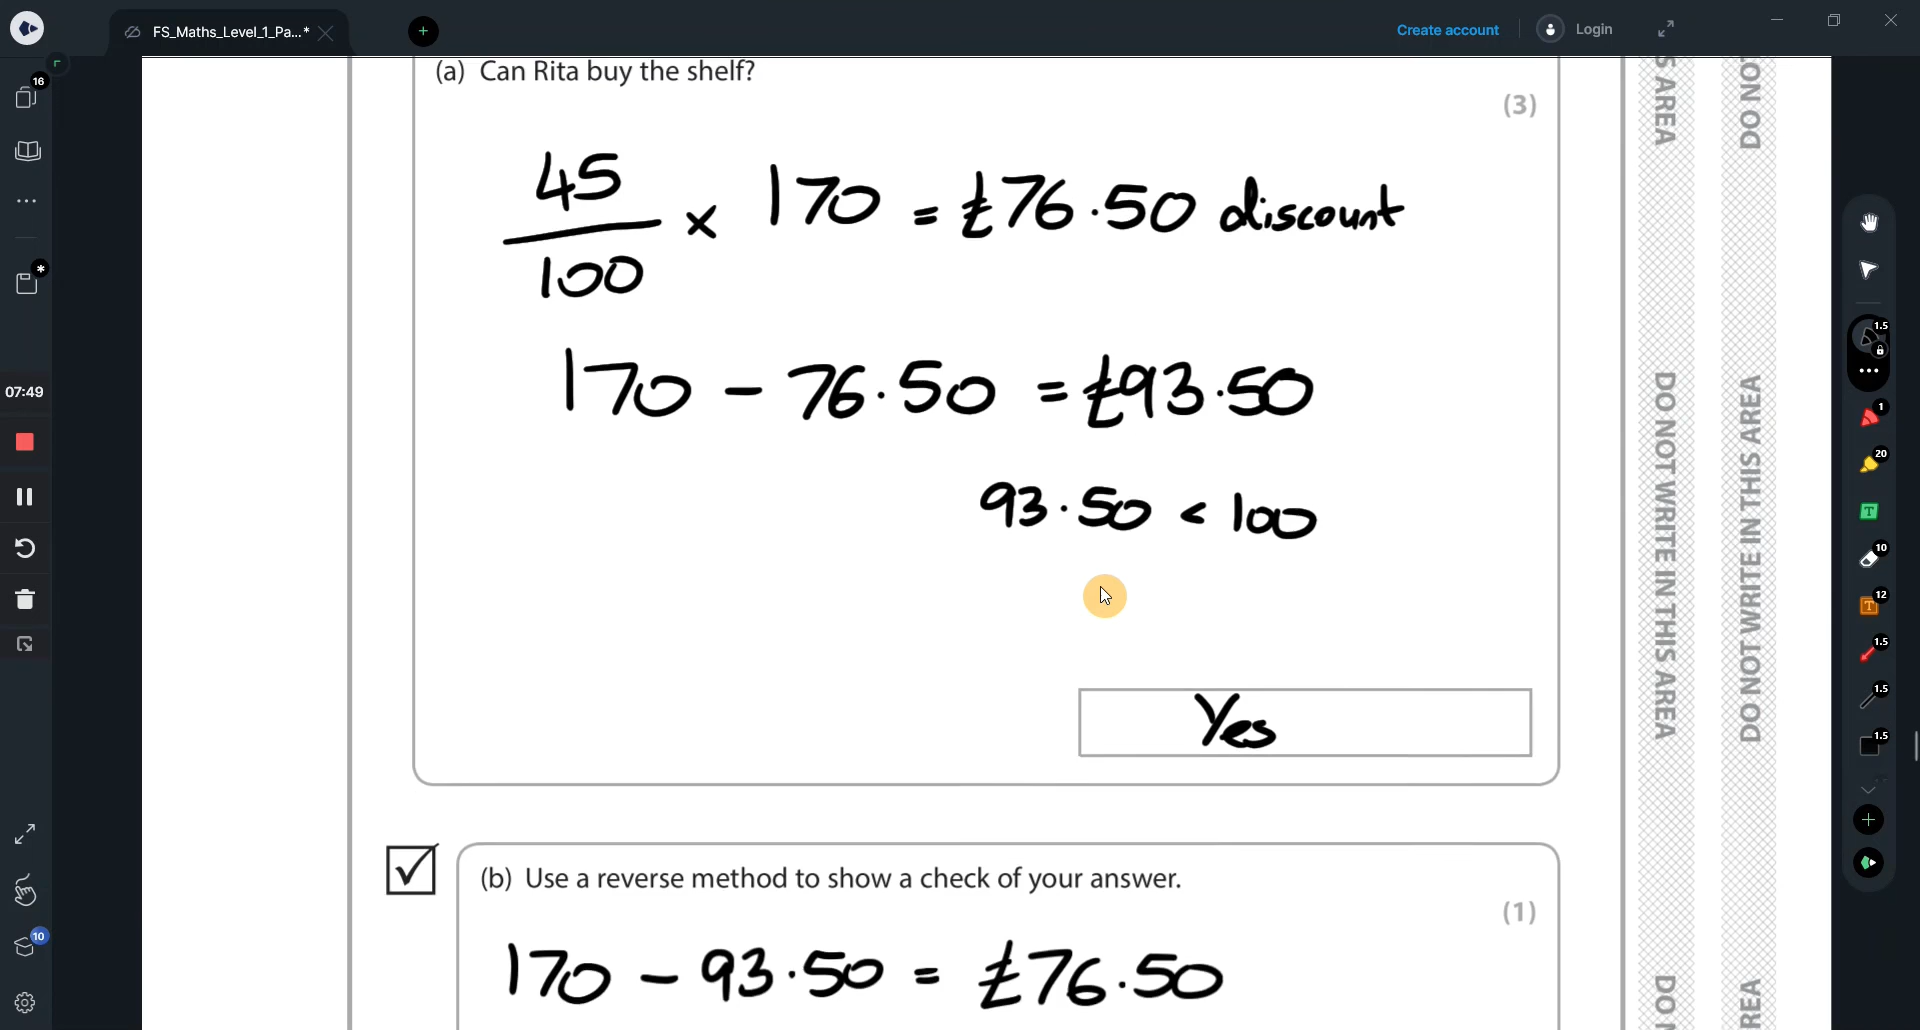 FS_Maths_Level_1_Pa...*
Create account
Login
16
07:49
10
(a) Can Rita buy the shelf?
(3)
45/100 × 170 = £76.50 discount
170 - 76.50 = £93.50
93.50 < 100
Yes
(b) Use a reverse method to show a check of your answer.
(1)
170 - 93.50 = £76.50
S AREA
DO NOT WRITE IN THIS AREA
DO N
DO NO
DO NOT WRITE IN THIS AREA
REA
1.5
1
20
T
10
T
12
1.5
1.5
1.5